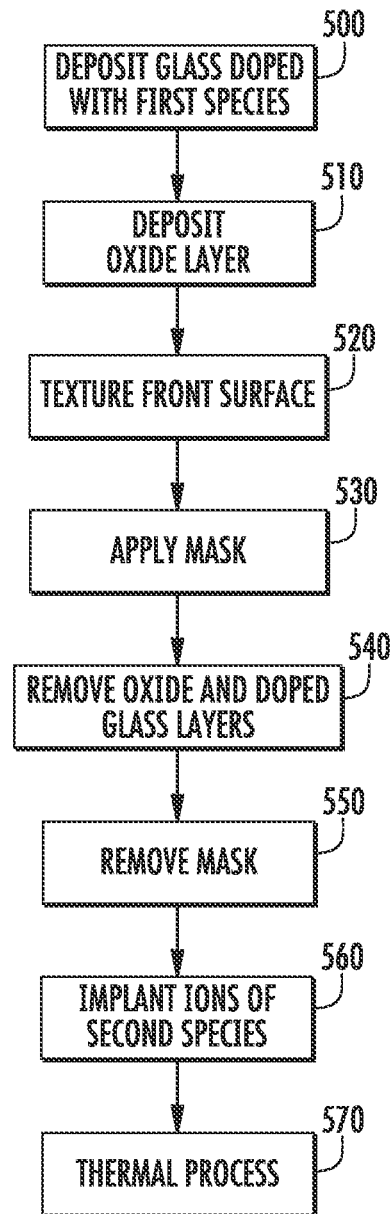 500
DEPOSIT GLASS DOPED
WITH FIRST SPECIES
510
DEPOSIT
OXIDE LAYER
520
TEXTURE FRONT SURFACE
530
APPLY MASK
540
REMOVE OXIDE AND DOPED
GLASS LAYERS
550
REMOVE MASK
560
IMPLANT IONS OF
SECOND SPECIES
570
THERMAL PROCESS